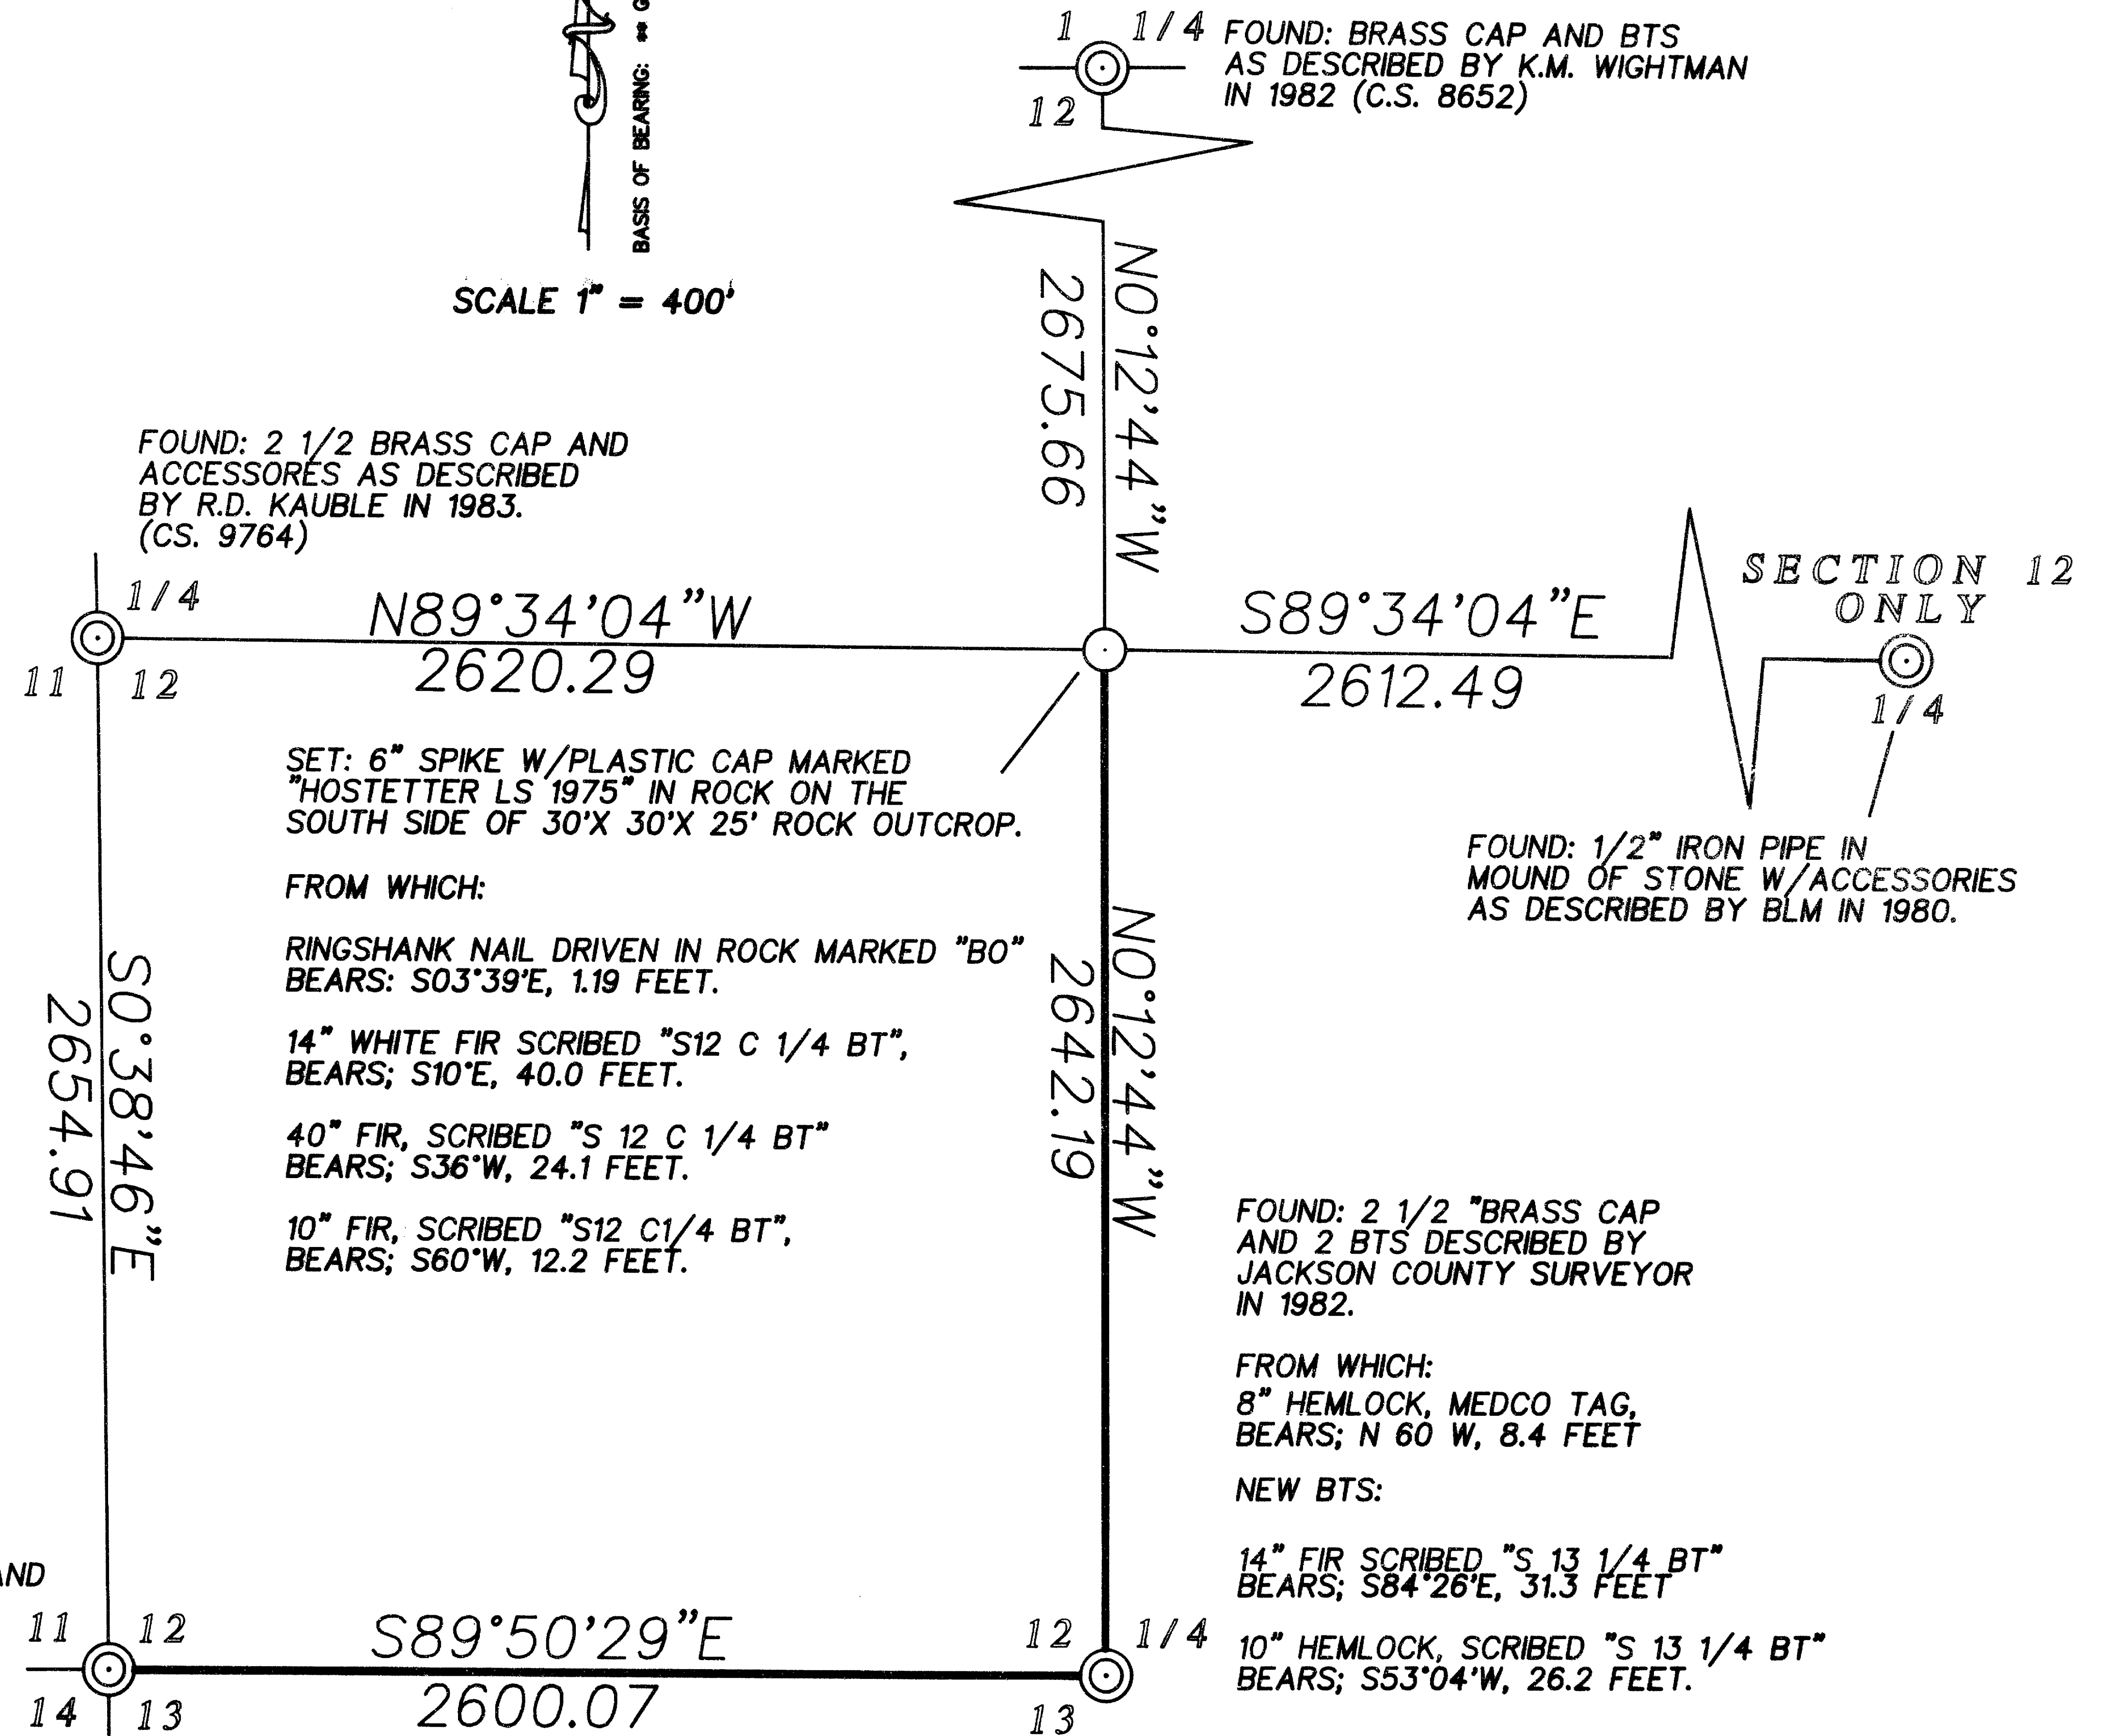 1 1/4
12
FOUND: BRASS CAP AND BTS
AS DESCRIBED BY K.M. WIGHTMAN
IN 1982 (C.S. 8652)
BASIS OF BEARING: ** G
SCALE 1" = 400'
N0°12'44"W
2675.66
FOUND: 2 1/2 BRASS CAP AND
ACCESSORES AS DESCRIBED
BY R.D. KAUBLE IN 1983.
(CS. 9764)
1/4
11 12
N89°34'04"W
2620.29
S89°34'04"E
2612.49
SECTION 12
ONLY
1/4
SET: 6" SPIKE W/PLASTIC CAP MARKED
"HOSTETTER LS 1975" IN ROCK ON THE
SOUTH SIDE OF 30'X 30'X 25' ROCK OUTCROP.
FROM WHICH:
RINGSHANK NAIL DRIVEN IN ROCK MARKED "BO"
BEARS: S03°39'E, 1.19 FEET.
14" WHITE FIR SCRIBED "S12 C 1/4 BT",
BEARS; S10°E, 40.0 FEET.
40" FIR, SCRIBED "S 12 C 1/4 BT"
BEARS; S36°W, 24.1 FEET.
10" FIR, SCRIBED "S12 C1/4 BT",
BEARS; S60°W, 12.2 FEET.
FOUND: 1/2" IRON PIPE IN
MOUND OF STONE W/ACCESSORIES
AS DESCRIBED BY BLM IN 1980.
S0°38'46"E
2654.91
N0°12'44"W
2642.19
FOUND: 2 1/2 "BRASS CAP
AND 2 BTS DESCRIBED BY
JACKSON COUNTY SURVEYOR
IN 1982.
FROM WHICH:
8" HEMLOCK, MEDCO TAG,
BEARS; N 60 W, 8.4 FEET
NEW BTS:
14" FIR SCRIBED "S 13 1/4 BT"
BEARS; S84°26'E, 31.3 FEET
10" HEMLOCK, SCRIBED "S 13 1/4 BT"
BEARS; S53°04'W, 26.2 FEET.
AND
11 12
14 13
S89°50'29"E
2600.07
12 1/4
13